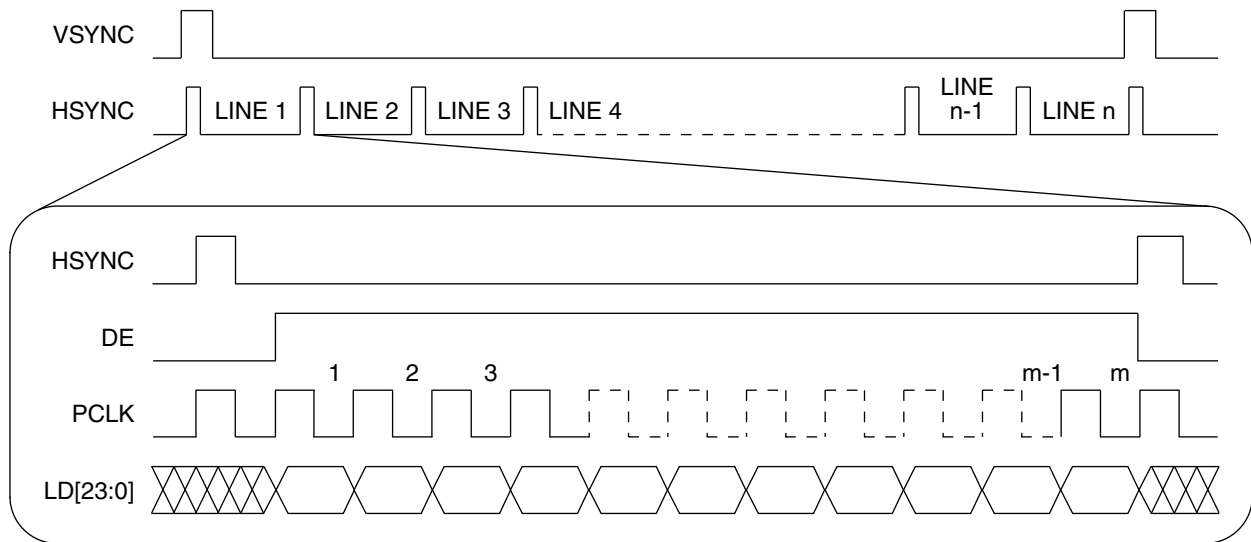 VSYNC
HSYNC LINE 1 LINE 2 LINE 3 LINE 4 LINE n-1 LINE n
HSYNC
DE
1 2 3 m-1 m
PCLK
LD[23:0]